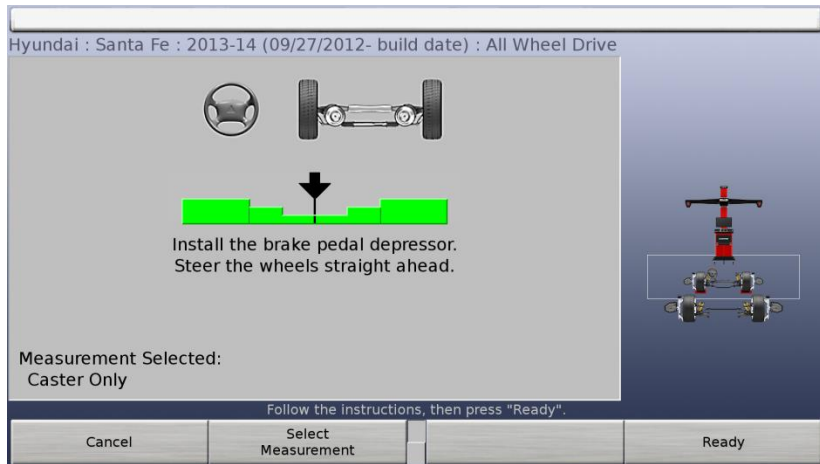 Hyundai : Santa Fe : 2013-14 (09/27/2012- build date) : All Wheel Drive
Install the brake pedal depressor.
Steer the wheels straight ahead.
Measurement Selected:
Caster Only
Follow the instructions, then press "Ready".
Cancel
Select
Measurement
Ready